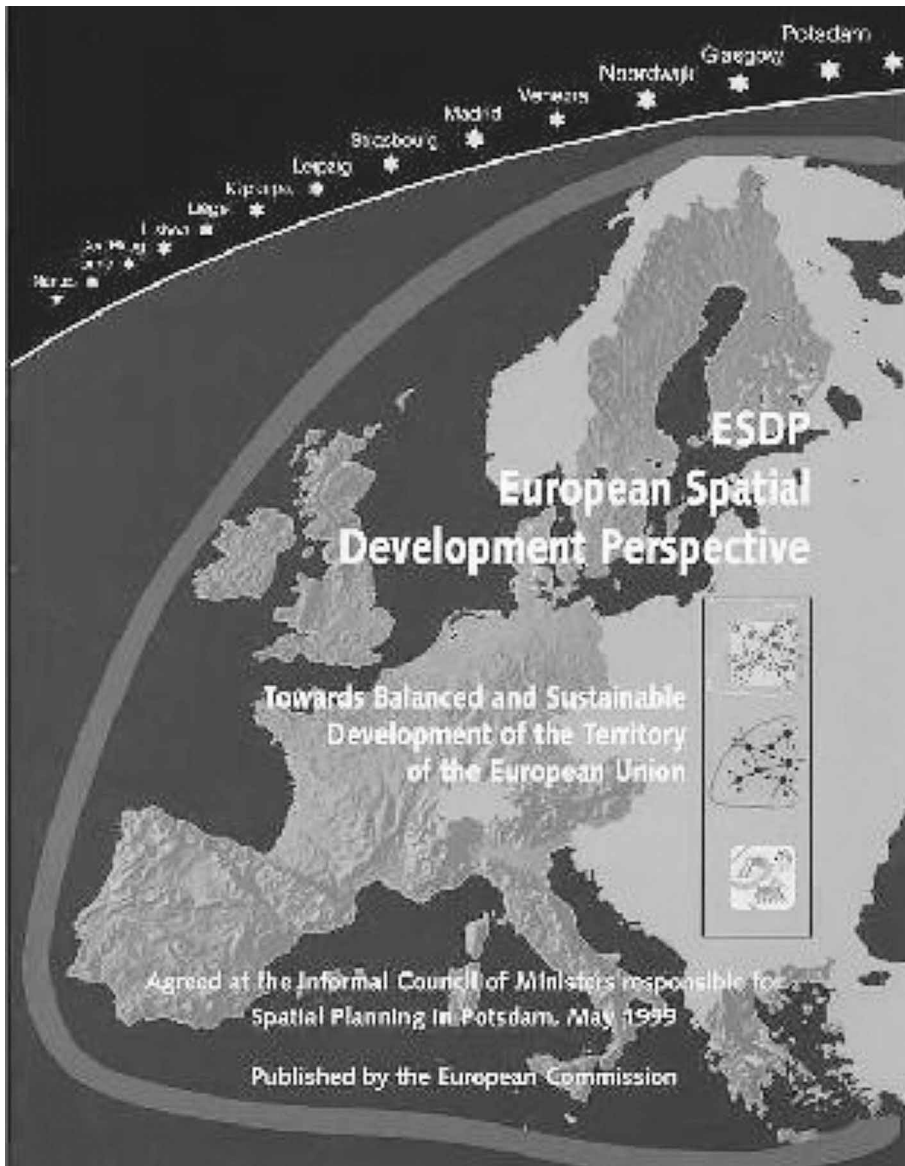 Potsdam
Glasgow
Noordwijk
Venezia
Madrid
Strasbourg
Leipzig
Liège
Lisboa
Nantes
ESDP
European Spatial
Development Perspective
Towards Balanced and Sustainable
Development of the Territory
of the European Union
Agreed at the Informal Council of Ministers responsible for
Spatial Planning in Potsdam, May 1999
Published by the European Commission